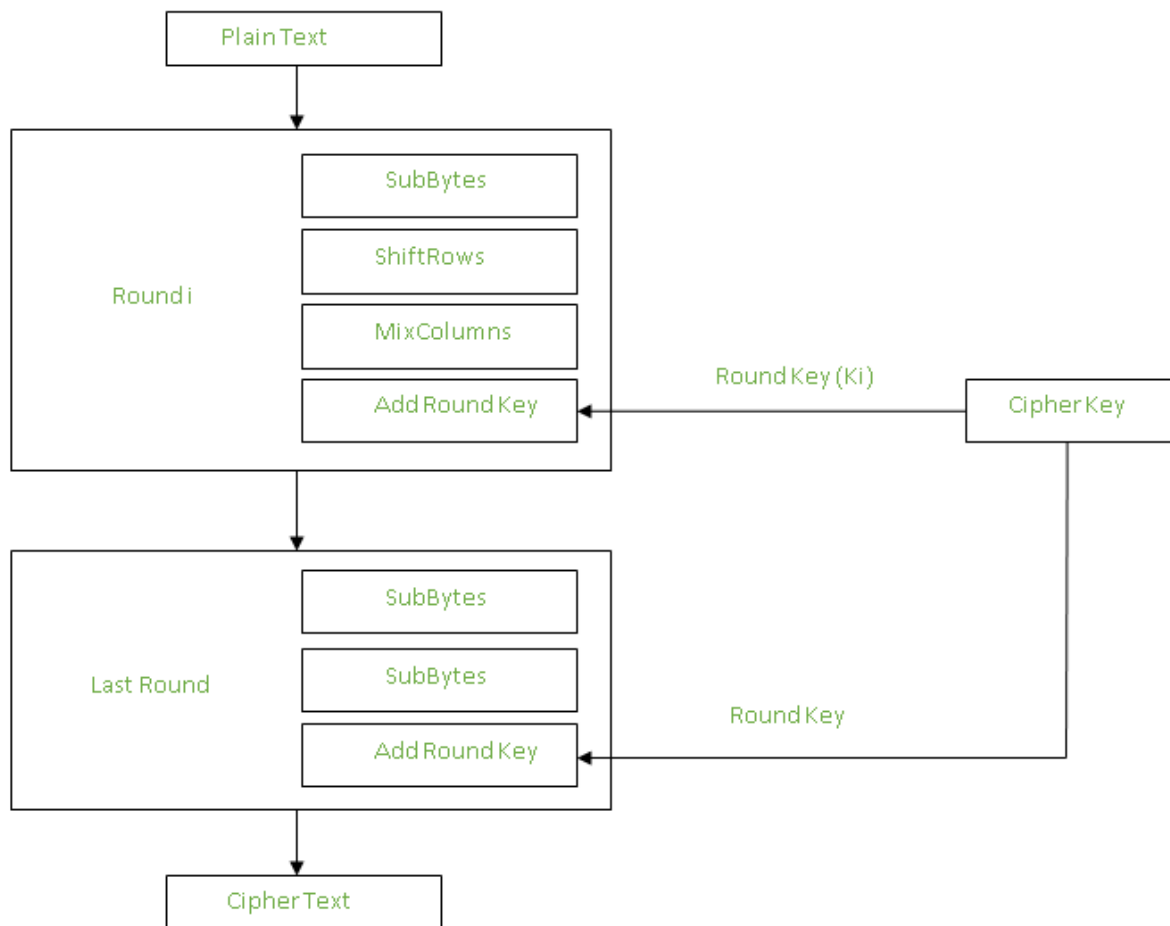 Plain Text
SubBytes
ShiftRows
Round i
MixColumns
Round Key (Ki)
Add Round Key
Cipher Key
SubBytes
SubBytes
Last Round
Round Key
Add Round Key
Cipher Text